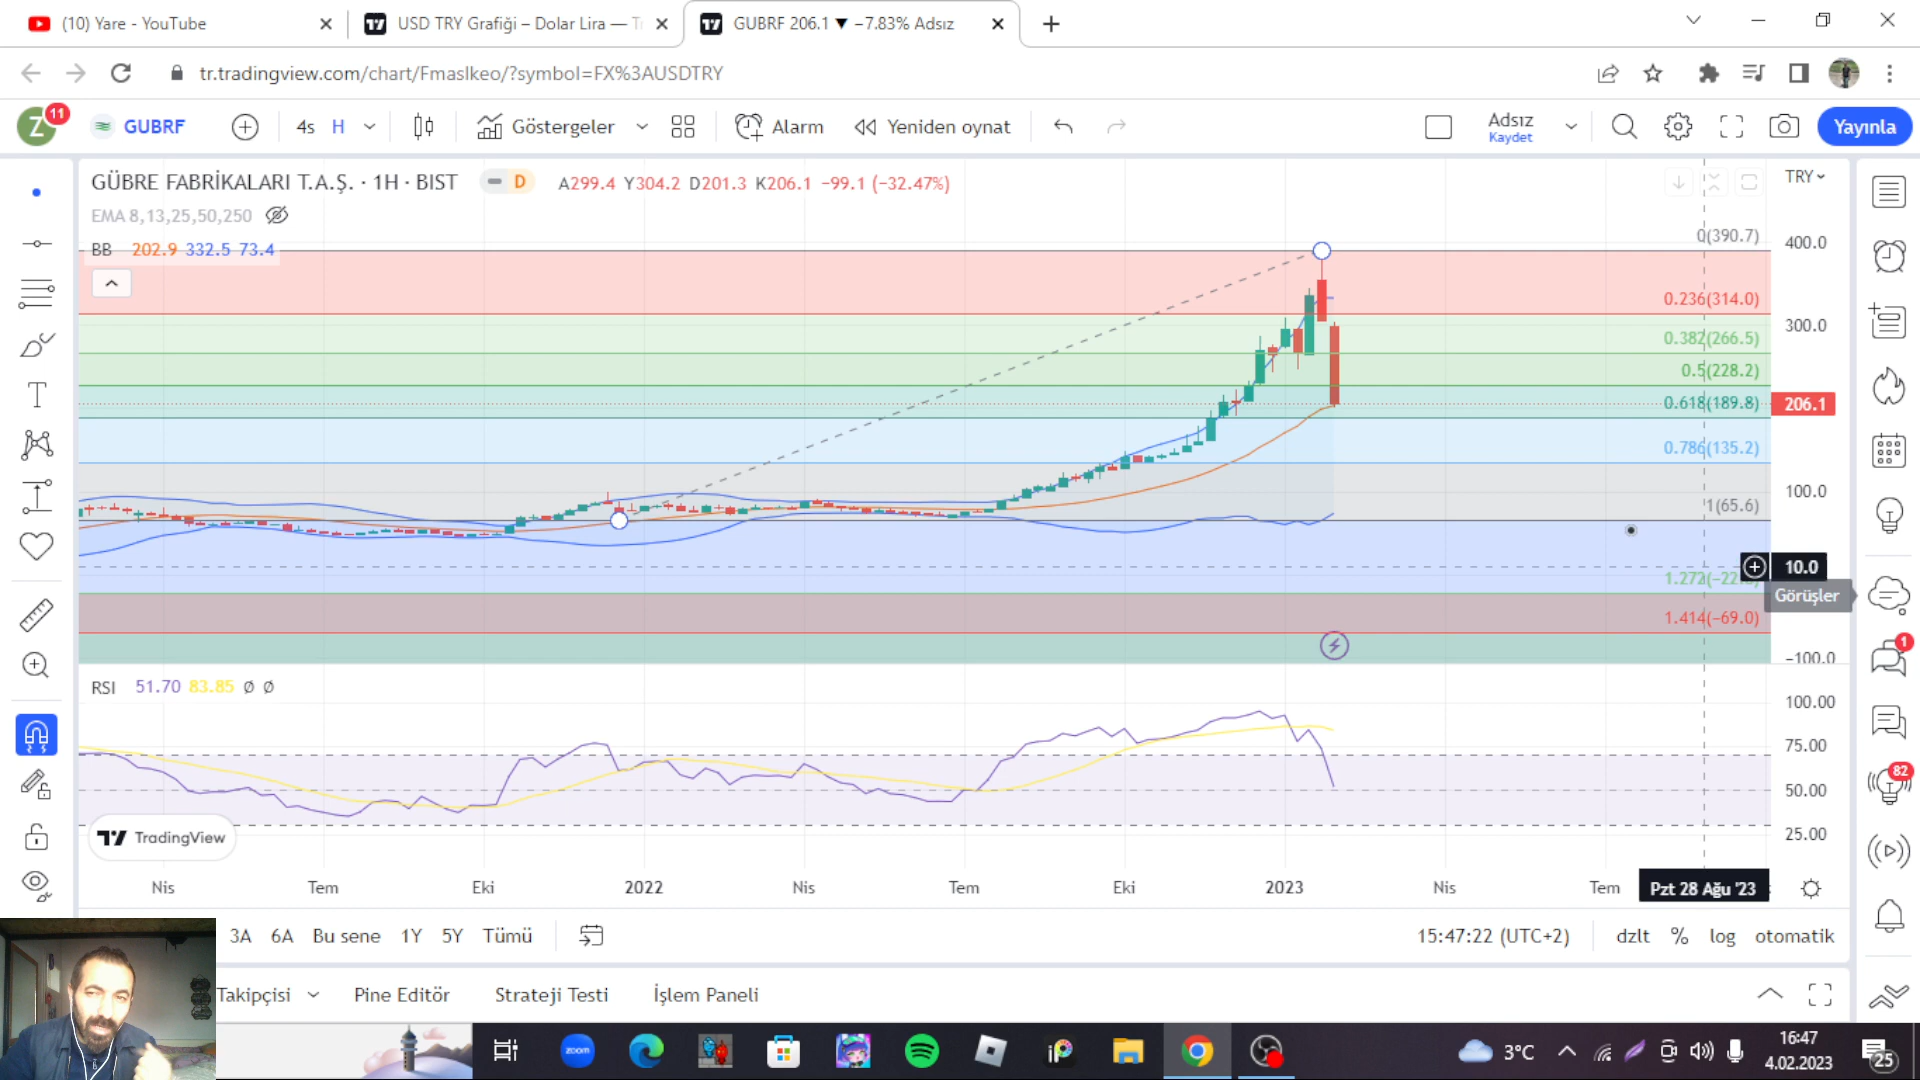 (10) Yare - YouTube
USD TRY Grafiği – Dolar Lira —
GUBRF 206.1 ▼ −7.83% Adsız
tr.tradingview.com/chart/Fmaslkeo/?symbol=FX%3AUSDTRY
Z 11
GUBRF
4s H
Göstergeler
Alarm
Yeniden oynat
Adsız
Kaydet
Yayınla
GÜBRE FABRİKALARI T.A.Ş. · 1H · BIST
D
A299.4 Y304.2 D201.3 K206.1 −99.1 (−32.47%)
TRY
EMA 8,13,25,50,250
BB 202.9 332.5 73.4
0(390.7)
400.0
0.236(314.0)
300.0
0.382(266.5)
0.5(228.2)
0.618(189.8)
206.1
0.786(135.2)
100.0
1(65.6)
10.0
Görüşler
1.414(−69.0)
−100.0
1
82
RSI 51.70 83.85 Ø Ø
100.00
75.00
50.00
25.00
TradingView
Nis Tem Eki 2022 Nis Tem Eki 2023 Nis Tem
Pzt 28 Ağu '23
3A 6A Bu sene 1Y 5Y Tümü
15:47:22 (UTC+2)
dzlt % log otomatik
Takipçisi
Pine Editör
Strateji Testi
İşlem Paneli
zoom
3°C
16:47
4.02.2023
25